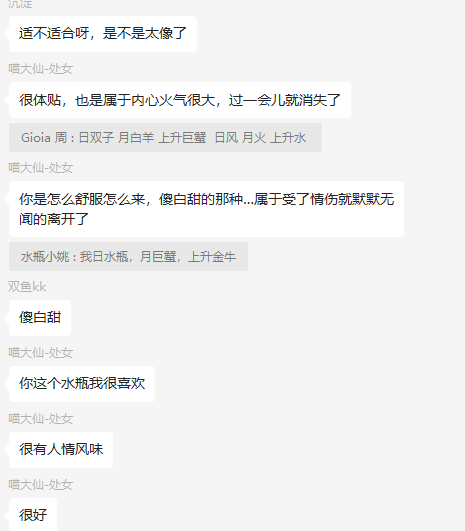 沉淀
适不适合呀，是不是太像了
喵大仙-处女
很体贴，也是属于内心火气很大，过一会儿就消失了
Gioia 周 : 日双子 月白羊 上升巨蟹  日风 月火 上升水
喵大仙-处女
你是怎么舒服怎么来，傻白甜的那种...属于受了情伤就默默无
闻的离开了
水瓶小姚 : 我日水瓶，月巨蟹，上升金牛
双鱼kk
傻白甜
喵大仙-处女
你这个水瓶我很喜欢
喵大仙-处女
很有人情风味
喵大仙-处女
很好